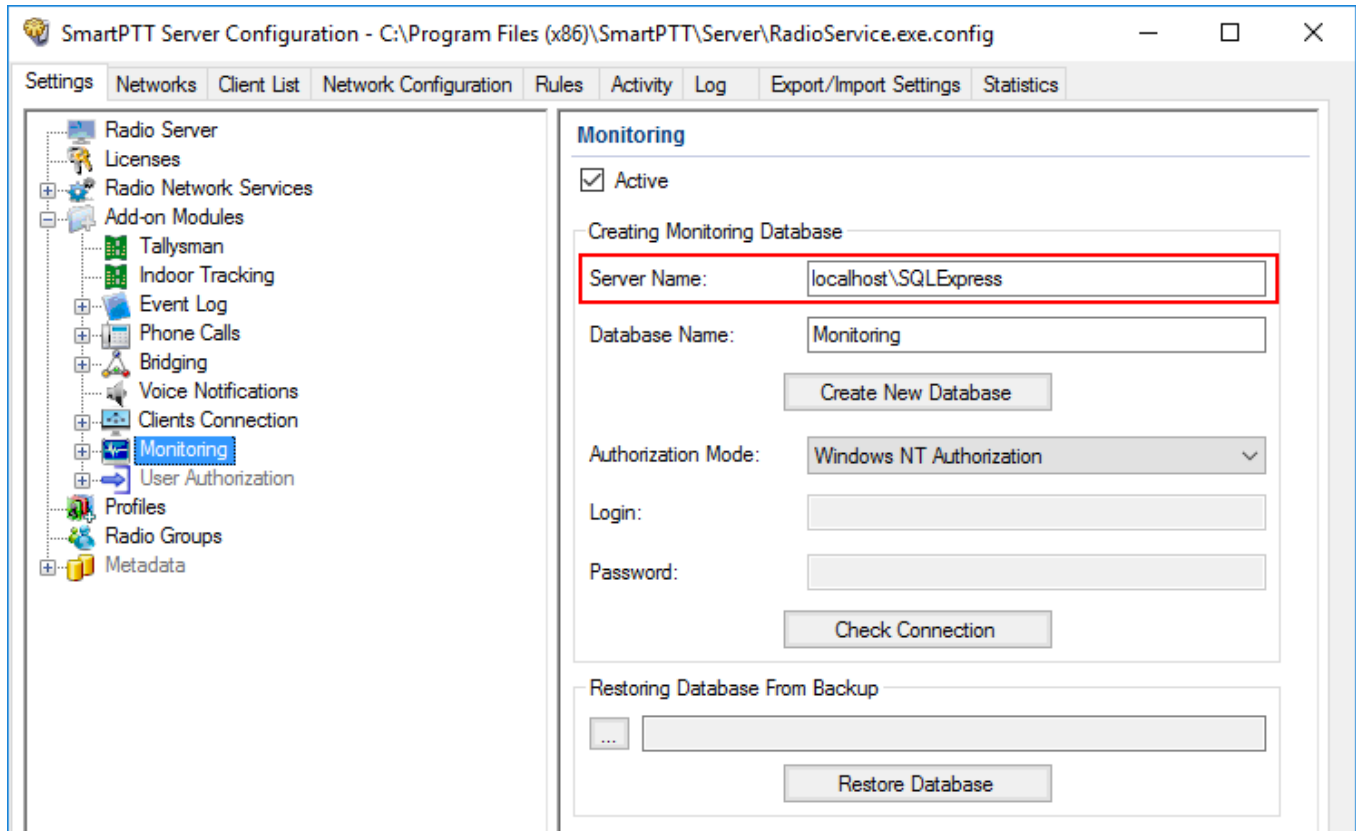 SmartPTT Server Configuration - C:\Program Files (x86)\SmartPTT\Server\RadioService.exe.config
Settings Networks Client List Network Configuration Rules Activity Log Export/Import Settings Statistics
Radio Server
Licenses
Radio Network Services
Add-on Modules
Tallysman
Indoor Tracking
Event Log
Phone Calls
Bridging
Voice Notifications
Clients Connection
Monitoring
User Authorization
Profiles
Radio Groups
Metadata
Monitoring
Active
Creating Monitoring Database
Server Name: localhost\SQLExpress
Database Name: Monitoring
Create New Database
Authorization Mode: Windows NT Authorization
Login:
Password:
Check Connection
Restoring Database From Backup
...
Restore Database